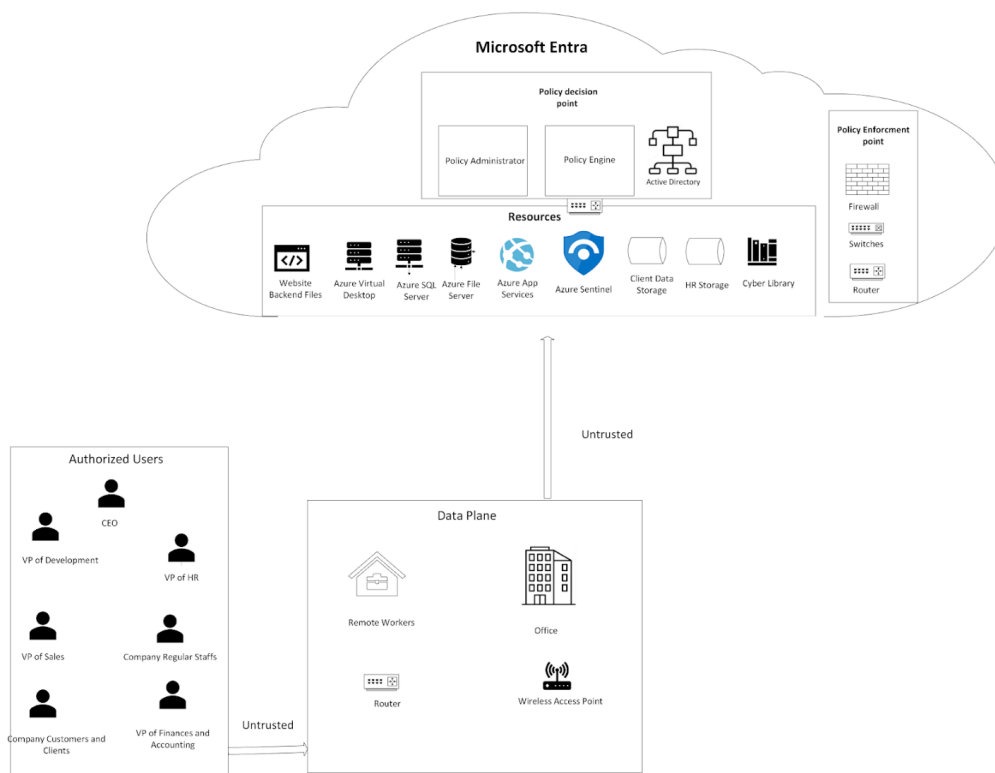 Microsoft Entra
Policy decision
point
Policy Administrator
Policy Engine
Active Directory
Policy Enforcment
point
Firewall
Switches
Router
Resources
Website
Backend Files
Azure Virtual
Desktop
Azure SQL
Server
Azure File
Server
Azure App
Services
Azure Sentinel
Client Data
Storage
HR Storage
Cyber Library
Untrusted
Authorized Users
CEO
VP of Development
VP of HR
VP of Sales
Company Regular Staffs
Company Customers and
Clients
VP of Finances and
Accounting
Untrusted
Data Plane
Remote Workers
Office
Router
Wireless Access Point